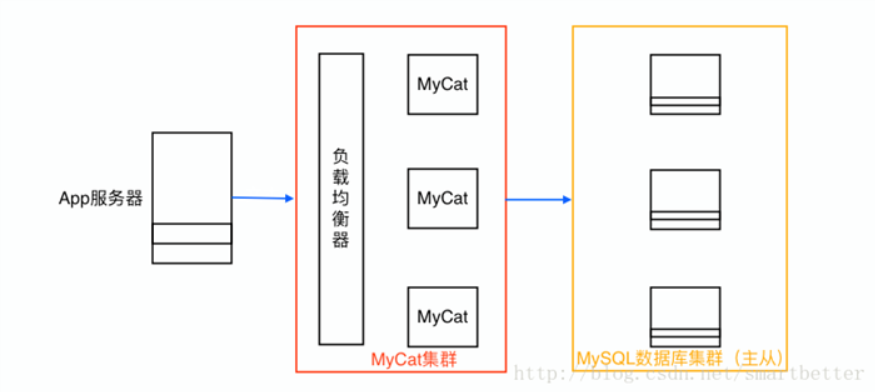 App服务器
负载均衡器
MyCat
MyCat
MyCat
MyCat集群
MySQL数据库集群（主从）
http://blog.csdn.net/smartbetter